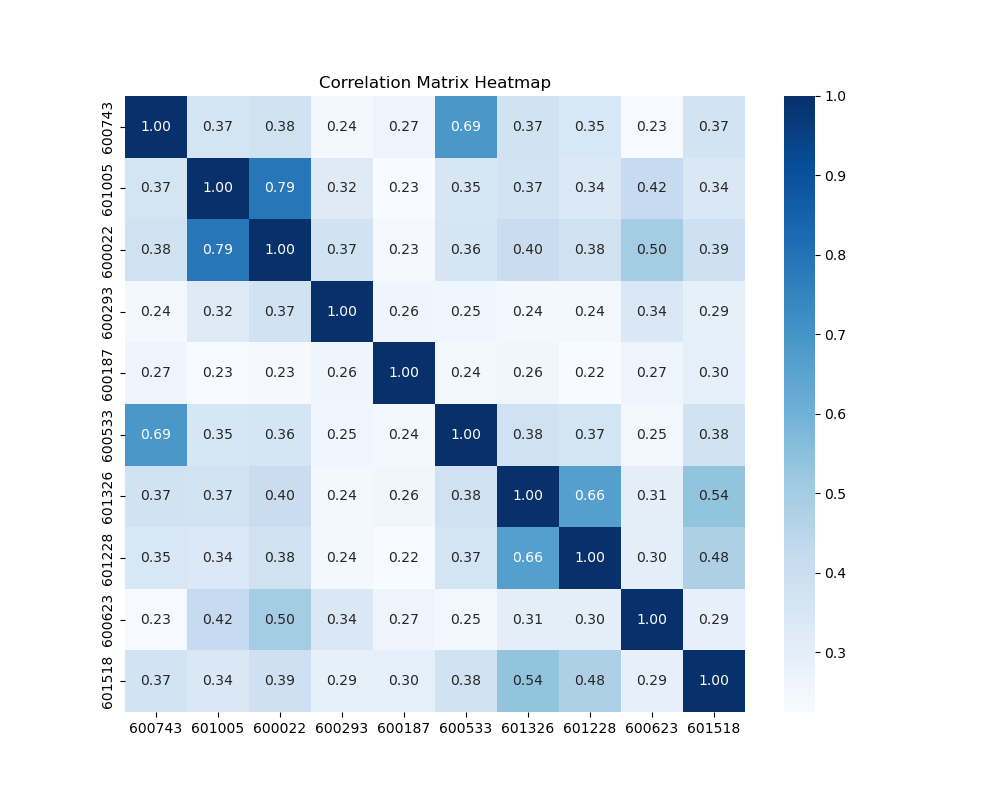 Correlation Matrix Heatmap
600743 1.00 0.37 0.38 0.24 0.27 0.69 0.37 0.35 0.23 0.37
601005 0.37 1.00 0.79 0.32 0.23 0.35 0.37 0.34 0.42 0.34
600022 0.38 0.79 1.00 0.37 0.23 0.36 0.40 0.38 0.50 0.39
600293 0.24 0.32 0.37 1.00 0.26 0.25 0.24 0.24 0.34 0.29
600187 0.27 0.23 0.23 0.26 1.00 0.24 0.26 0.22 0.27 0.30
600533 0.69 0.35 0.36 0.25 0.24 1.00 0.38 0.37 0.25 0.38
601326 0.37 0.37 0.40 0.24 0.26 0.38 1.00 0.66 0.31 0.54
601228 0.35 0.34 0.38 0.24 0.22 0.37 0.66 1.00 0.30 0.48
600623 0.23 0.42 0.50 0.34 0.27 0.25 0.31 0.30 1.00 0.29
601518 0.37 0.34 0.39 0.29 0.30 0.38 0.54 0.48 0.29 1.00
600743 601005 600022 600293 600187 600533 601326 601228 600623 601518
1.0
0.9
0.8
0.7
0.6
0.5
0.4
0.3